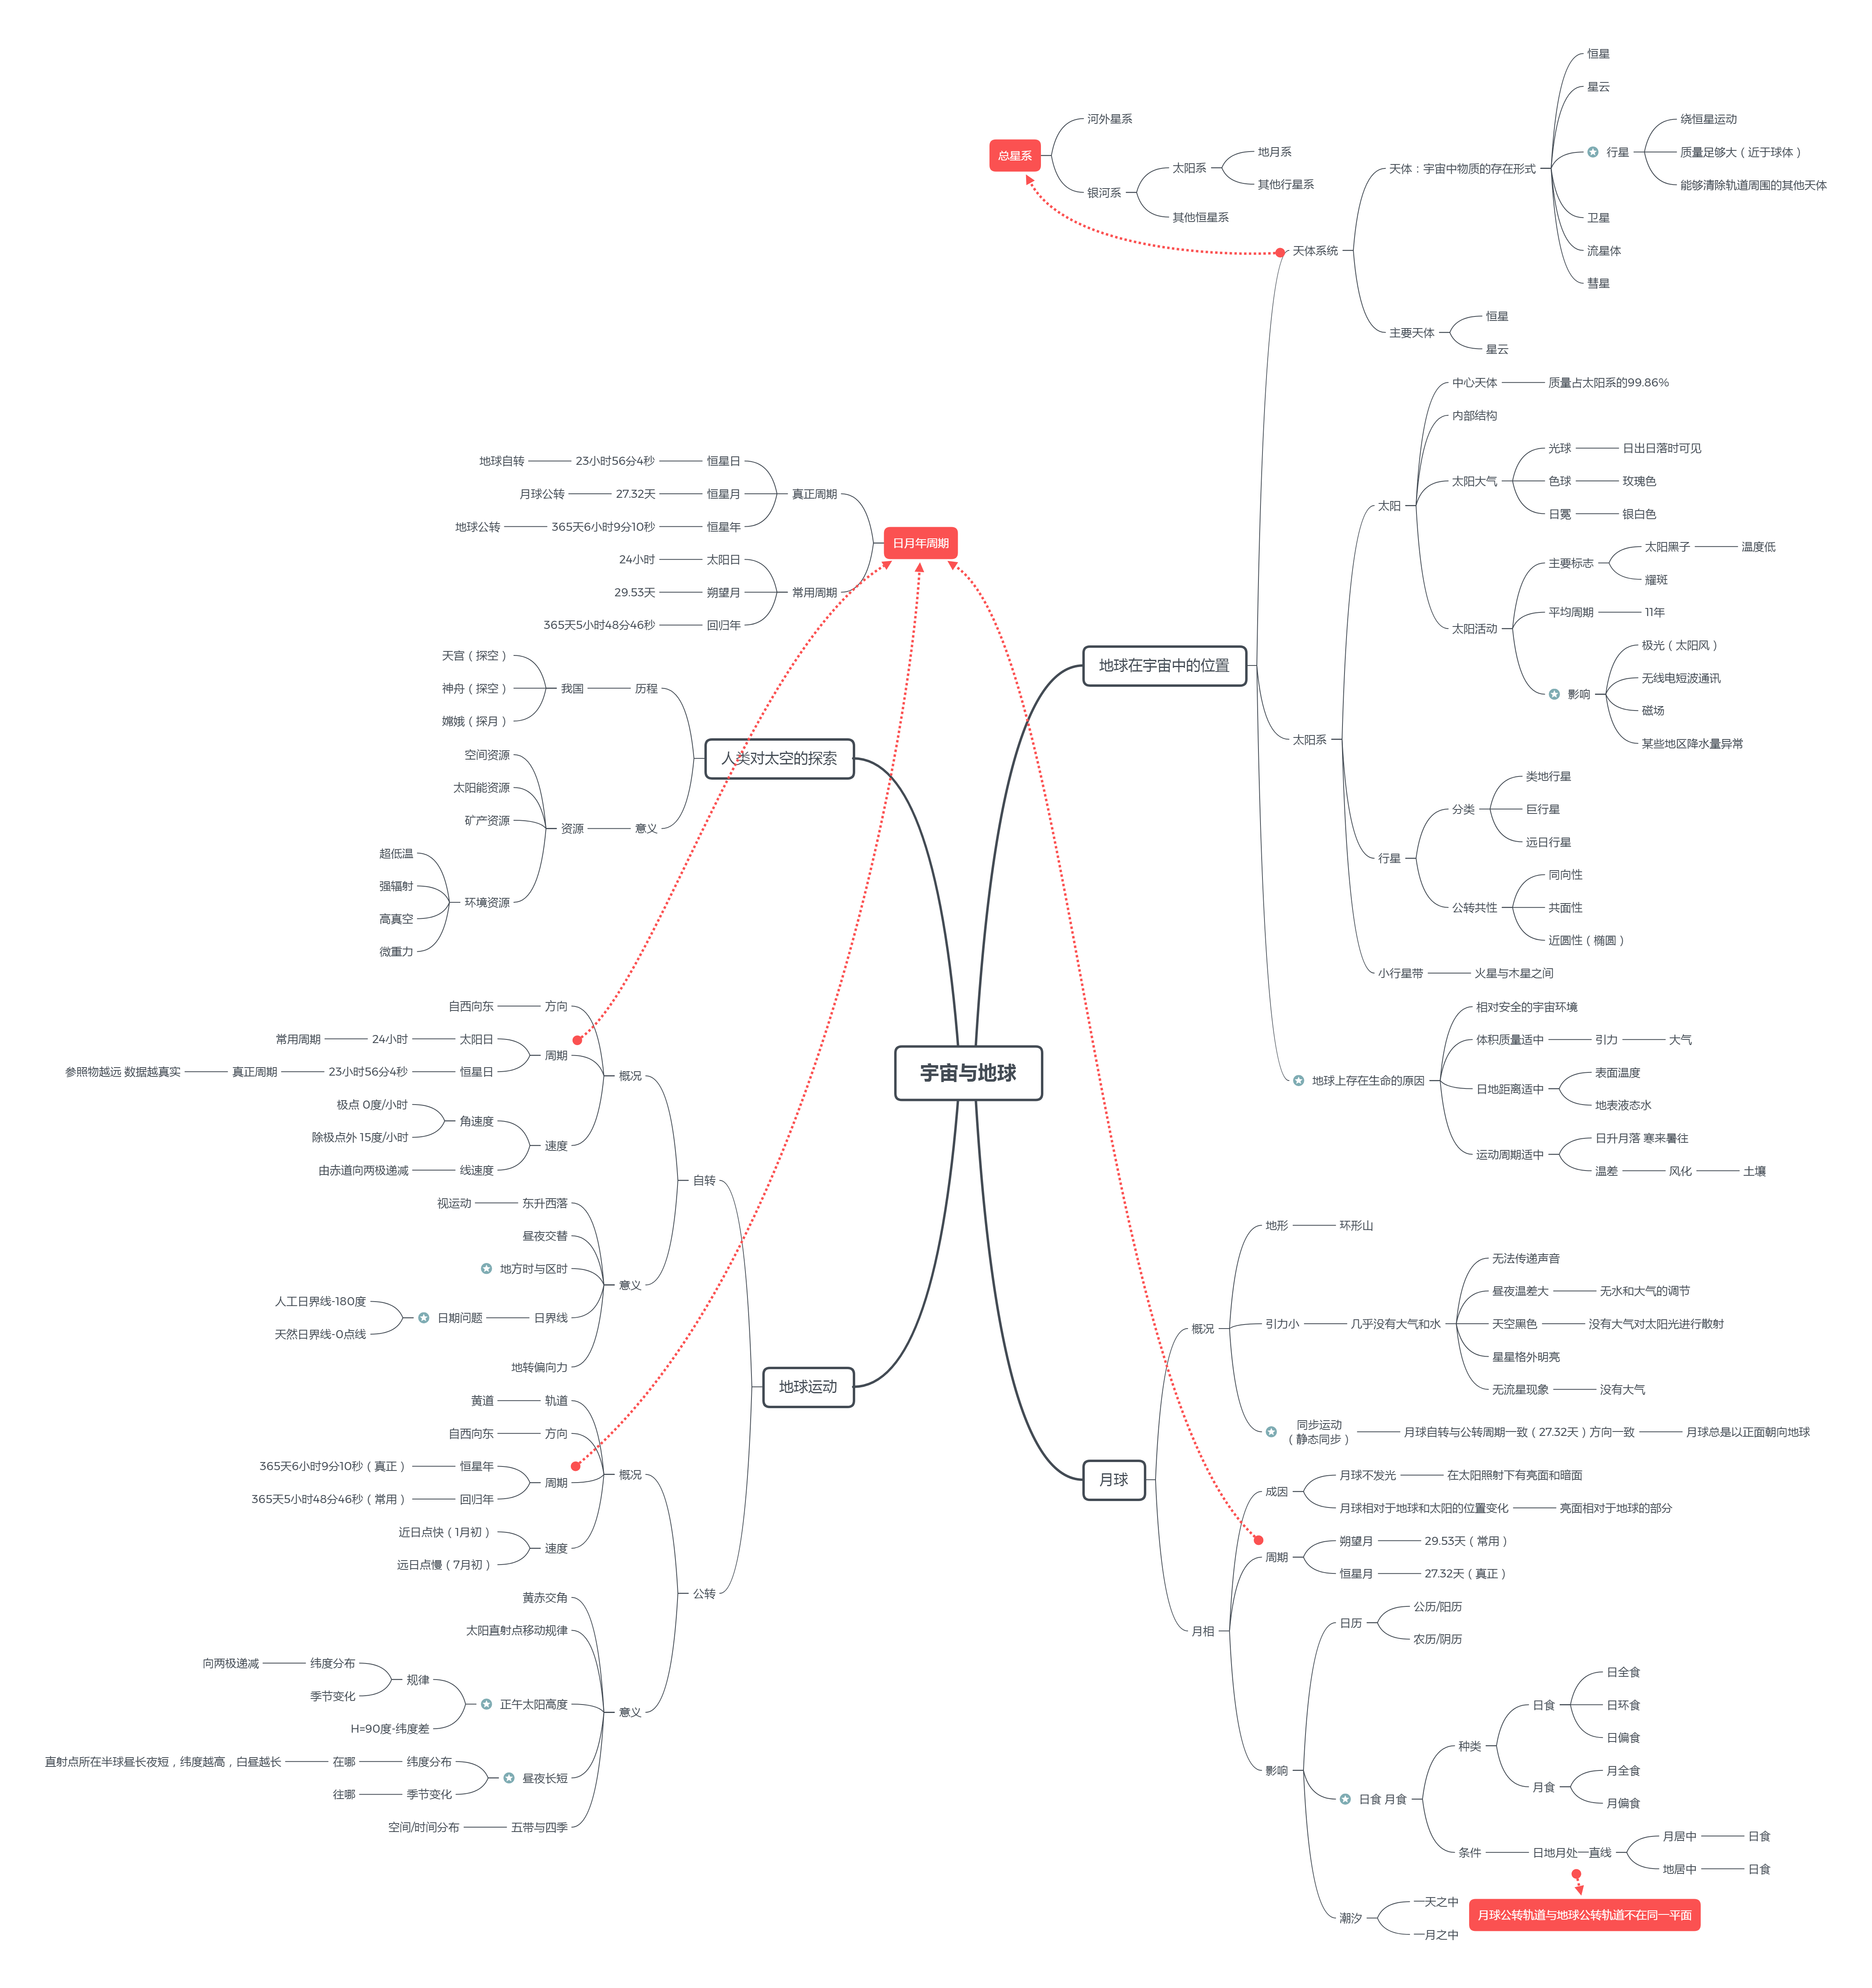 宇宙与地球
地球在宇宙中的位置
天体系统
天体：宇宙中物质的存在形式
恒星
星云
行星
绕恒星运动
质量足够大（近于球体）
能够清除轨道周围的其他天体
卫星
流星体
彗星
主要天体
恒星
星云
总星系
河外星系
银河系
太阳系
地月系
其他行星系
其他恒星系
太阳系
太阳
中心天体
质量占太阳系的99.86%
内部结构
太阳大气
光球
日出日落时可见
色球
玫瑰色
日冕
银白色
太阳活动
主要标志
太阳黑子
温度低
耀斑
平均周期
11年
影响
极光（太阳风）
无线电短波通讯
磁场
某些地区降水量异常
行星
分类
类地行星
巨行星
远日行星
公转共性
同向性
共面性
近圆性（椭圆）
小行星带
火星与木星之间
地球上存在生命的原因
相对安全的宇宙环境
体积质量适中
引力
大气
日地距离适中
表面温度
地表液态水
运动周期适中
日升月落 寒来暑往
温差
风化
土壤
月球
概况
地形
环形山
引力小
几乎没有大气和水
无法传递声音
昼夜温差大
无水和大气的调节
天空黑色
没有大气对太阳光进行散射
星星格外明亮
无流星现象
没有大气
同步运动
（静态同步）
月球自转与公转周期一致（27.32天）方向一致
月球总是以正面朝向地球
月相
成因
月球不发光
在太阳照射下有亮面和暗面
月球相对于地球和太阳的位置变化
亮面相对于地球的部分
周期
朔望月
29.53天（常用）
恒星月
27.32天（真正）
影响
日历
公历/阳历
农历/阴历
日食 月食
种类
日食
日全食
日环食
日偏食
月食
月全食
月偏食
条件
日地月处一直线
月居中
日食
地居中
日食
月球公转轨道与地球公转轨道不在同一平面
潮汐
一天之中
一月之中
日月年周期
真正周期
恒星日
23小时56分4秒
地球自转
恒星月
27.32天
月球公转
恒星年
365天6小时9分10秒
地球公转
常用周期
太阳日
24小时
朔望月
29.53天
回归年
365天5小时48分46秒
人类对太空的探索
历程
我国
天宫（探空）
神舟（探空）
嫦娥（探月）
意义
资源
空间资源
太阳能资源
矿产资源
环境资源
超低温
强辐射
高真空
微重力
地球运动
自转
概况
方向
自西向东
周期
太阳日
24小时
常用周期
恒星日
23小时56分4秒
真正周期
参照物越远 数据越真实
速度
角速度
极点 0度/小时
除极点外 15度/小时
线速度
由赤道向两极递减
意义
东升西落
视运动
昼夜交替
地方时与区时
日界线
日期问题
人工日界线-180度
天然日界线-0点线
地转偏向力
公转
概况
轨道
黄道
方向
自西向东
周期
恒星年
365天6小时9分10秒（真正）
回归年
365天5小时48分46秒（常用）
速度
近日点快（1月初）
远日点慢（7月初）
意义
黄赤交角
太阳直射点移动规律
正午太阳高度
规律
纬度分布
向两极递减
季节变化
H=90度-纬度差
昼夜长短
纬度分布
在哪
直射点所在半球昼长夜短，纬度越高，白昼越长
季节变化
往哪
五带与四季
空间/时间分布